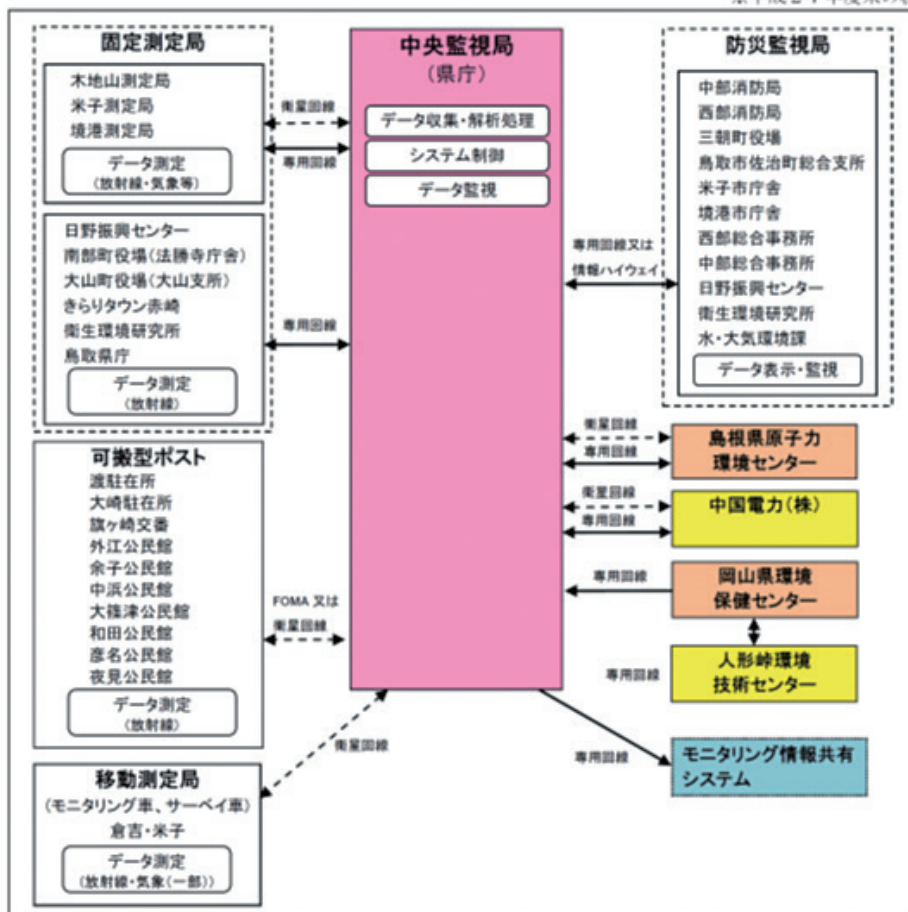 固定測定局
木地山測定局
米子測定局
境港測定局
データ測定
(放射線・気象等)
日野振興センター
南部町役場(法勝寺庁舎)
大山町役場(大山支所)
きらりタウン赤崎
衛生環境研究所
鳥取県庁
データ測定
(放射線)
可搬型ポスト
渡駐在所
大崎駐在所
旗ヶ崎交番
外江公民館
余子公民館
中浜公民館
大篠津公民館
和田公民館
彦名公民館
夜見公民館
データ測定
(放射線)
移動測定局
(モニタリング車、サーベイ車)
倉吉・米子
データ測定
(放射線・気象(一部))
衛星回線
専用回線
専用回線
FOMA 又は
衛星回線
衛星回線
中央監視局
(県庁)
データ収集・解析処理
システム制御
データ監視
専用回線又は
情報ハイウェイ
衛星回線
専用回線
衛星回線
専用回線
専用回線
専用回線
専用回線
防災監視局
中部消防局
西部消防局
三朝町役場
鳥取市佐治町総合支所
米子市庁舎
境港市庁舎
西部総合事務所
中部総合事務所
日野振興センター
衛生環境研究所
水・大気環境課
データ表示・監視
島根県原子力
環境センター
中国電力(株)
岡山県環境
保健センター
人形峠環境
技術センター
モニタリング情報共有
システム